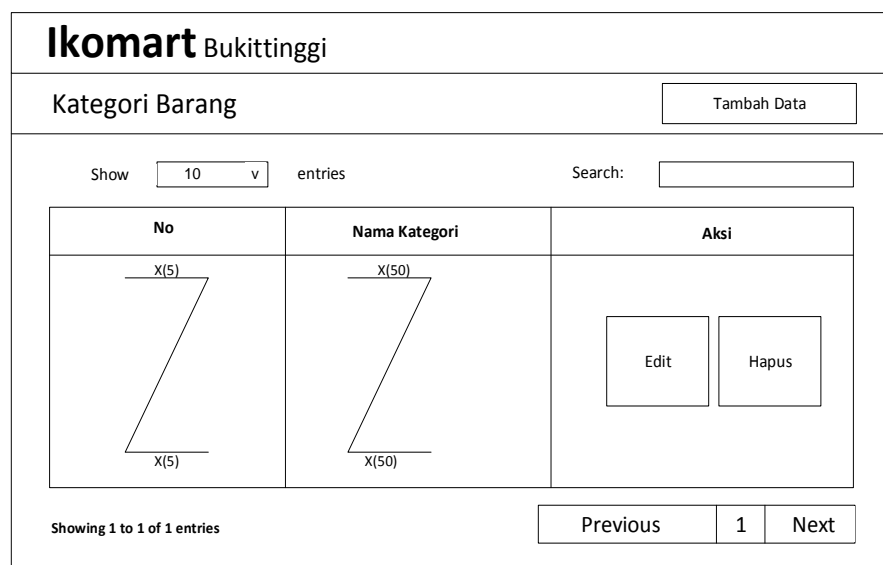 Ikomart Bukittinggi
Kategori Barang Tambah Data
Show 10 v entries Search:
No Nama Kategori Aksi
X(5) X(50)
Edit Hapus
X(5) X(50)
Showing 1 to 1 of 1 entries Previous 1 Next